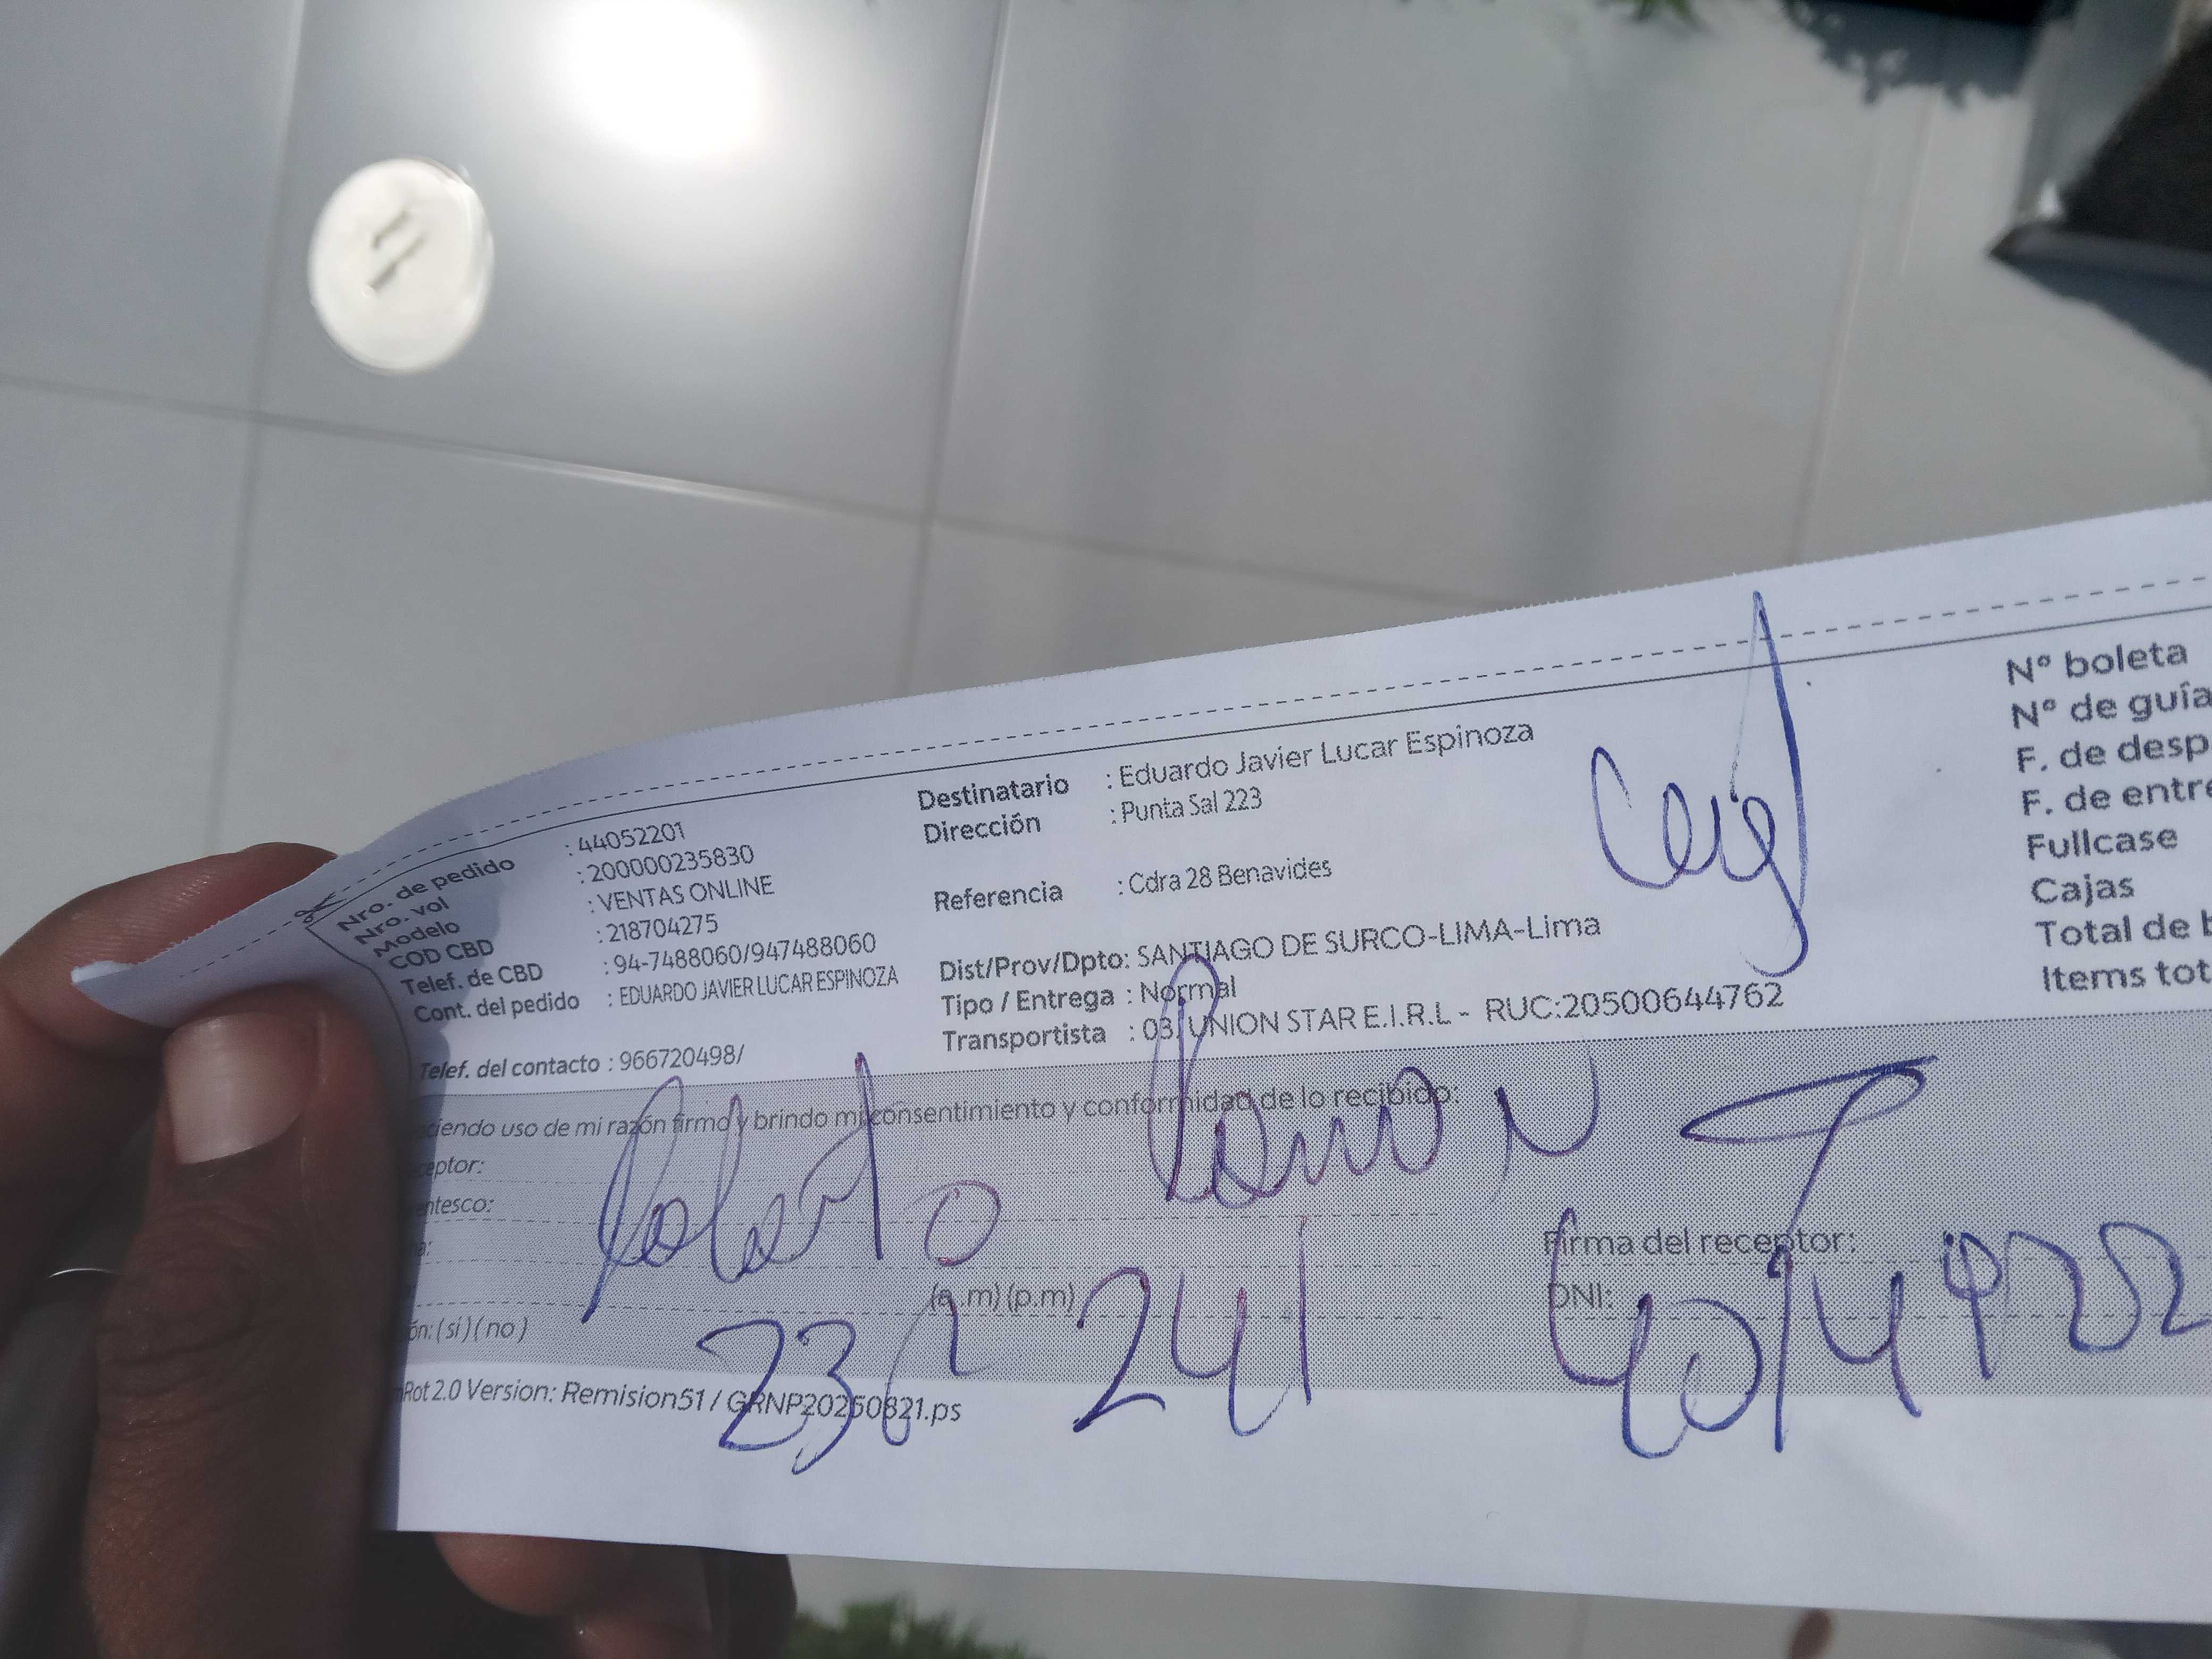 Nro. de pedido : 44052201
Nro. vol : 200000235830
Modelo : VENTAS ONLINE
COD CBD : 218704275
Telef. de CBD : 94-7488060/947488060
Cont. del pedido : EDUARDO JAVIER LUCAR ESPINOZA
Telef. del contacto : 966720498/
Destinatario : Eduardo Javier Lucar Espinoza
Dirección : Punta Sal 223
Referencia : Cdra 28 Benavides
Dist/Prov/Dpto: SANTIAGO DE SURCO-LIMA-Lima
Tipo / Entrega : Normal
Transportista : 03. UNION STAR E.I.R.L - RUC:20500644762
N° boleta
N° de guía
F. de desp
F. de entre
Fullcase
Cajas
Total de b
Items tot
ciendo uso de mi razón firmo y brindo mi consentimiento y conformidad de lo recibido:
ceptor:
Roberto Ramon
entesco:
Firma del receptor:
(a.m) (p.m)
DNI:
ón: ( si ) ( no )
241
Rot 2.0 Version: Remision51 / GRNP20250821.ps